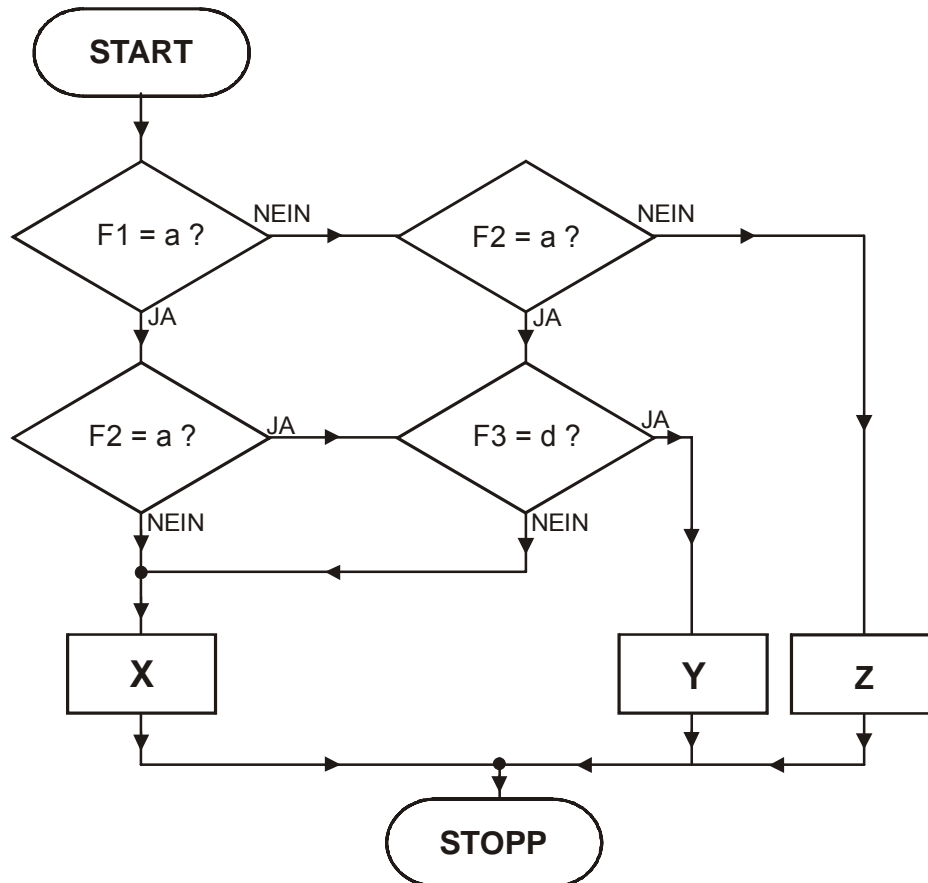 START
F1 = a ?
NEIN
F2 = a ?
NEIN
JA
JA
F2 = a ?
JA
F3 = d ?
JA
NEIN
NEIN
X
Y
Z
STOPP